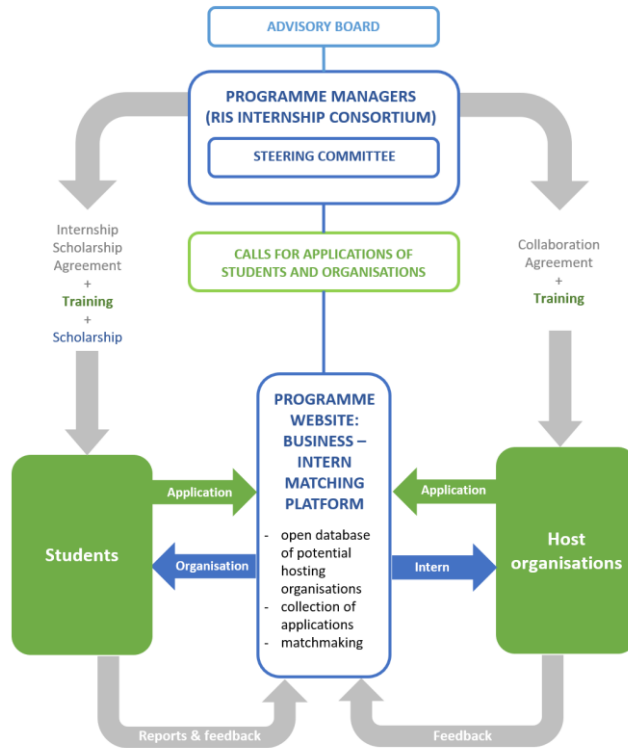 ADVISORY BOARD
PROGRAMME MANAGERS
(RIS INTERNSHIP CONSORTIUM)
STEERING COMMITTEE
CALLS FOR APPLICATIONS OF
STUDENTS AND ORGANISATIONS
Internship
Scholarship
Agreement
+
Training
+
Scholarship
Collaboration
Agreement
+
Training
PROGRAMME
WEBSITE:
BUSINESS –
INTERN
MATCHING
PLATFORM
- open database
of potential
hosting
organisations
- collection of
applications
- matchmaking
Students
Application
Organisation
Application
Intern
Host
organisations
Reports & feedback
Feedback